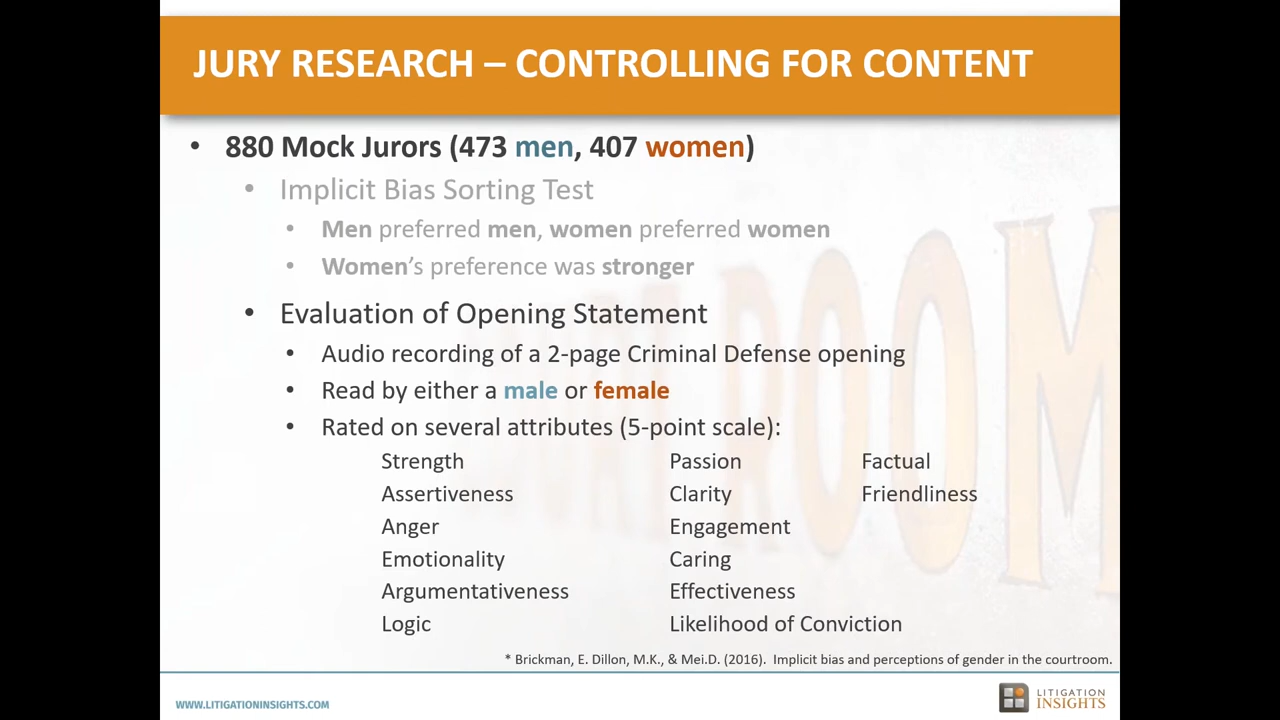 JURY RESEARCH – CONTROLLING FOR CONTENT
• 880 Mock Jurors (473 men, 407 women)
• Implicit Bias Sorting Test
• Men preferred men, women preferred women
• Women's preference was stronger
• Evaluation of Opening Statement
• Audio recording of a 2-page Criminal Defense opening
• Read by either a male or female
• Rated on several attributes (5-point scale):
Strength Passion Factual
Assertiveness Clarity Friendliness
Anger Engagement
Emotionality Caring
Argumentativeness Effectiveness
Logic Likelihood of Conviction
* Brickman, E. Dillon, M.K., & Mei.D. (2016). Implicit bias and perceptions of gender in the courtroom.
WWW.LITIGATIONINSIGHTS.COM
LITIGATION
INSIGHTS